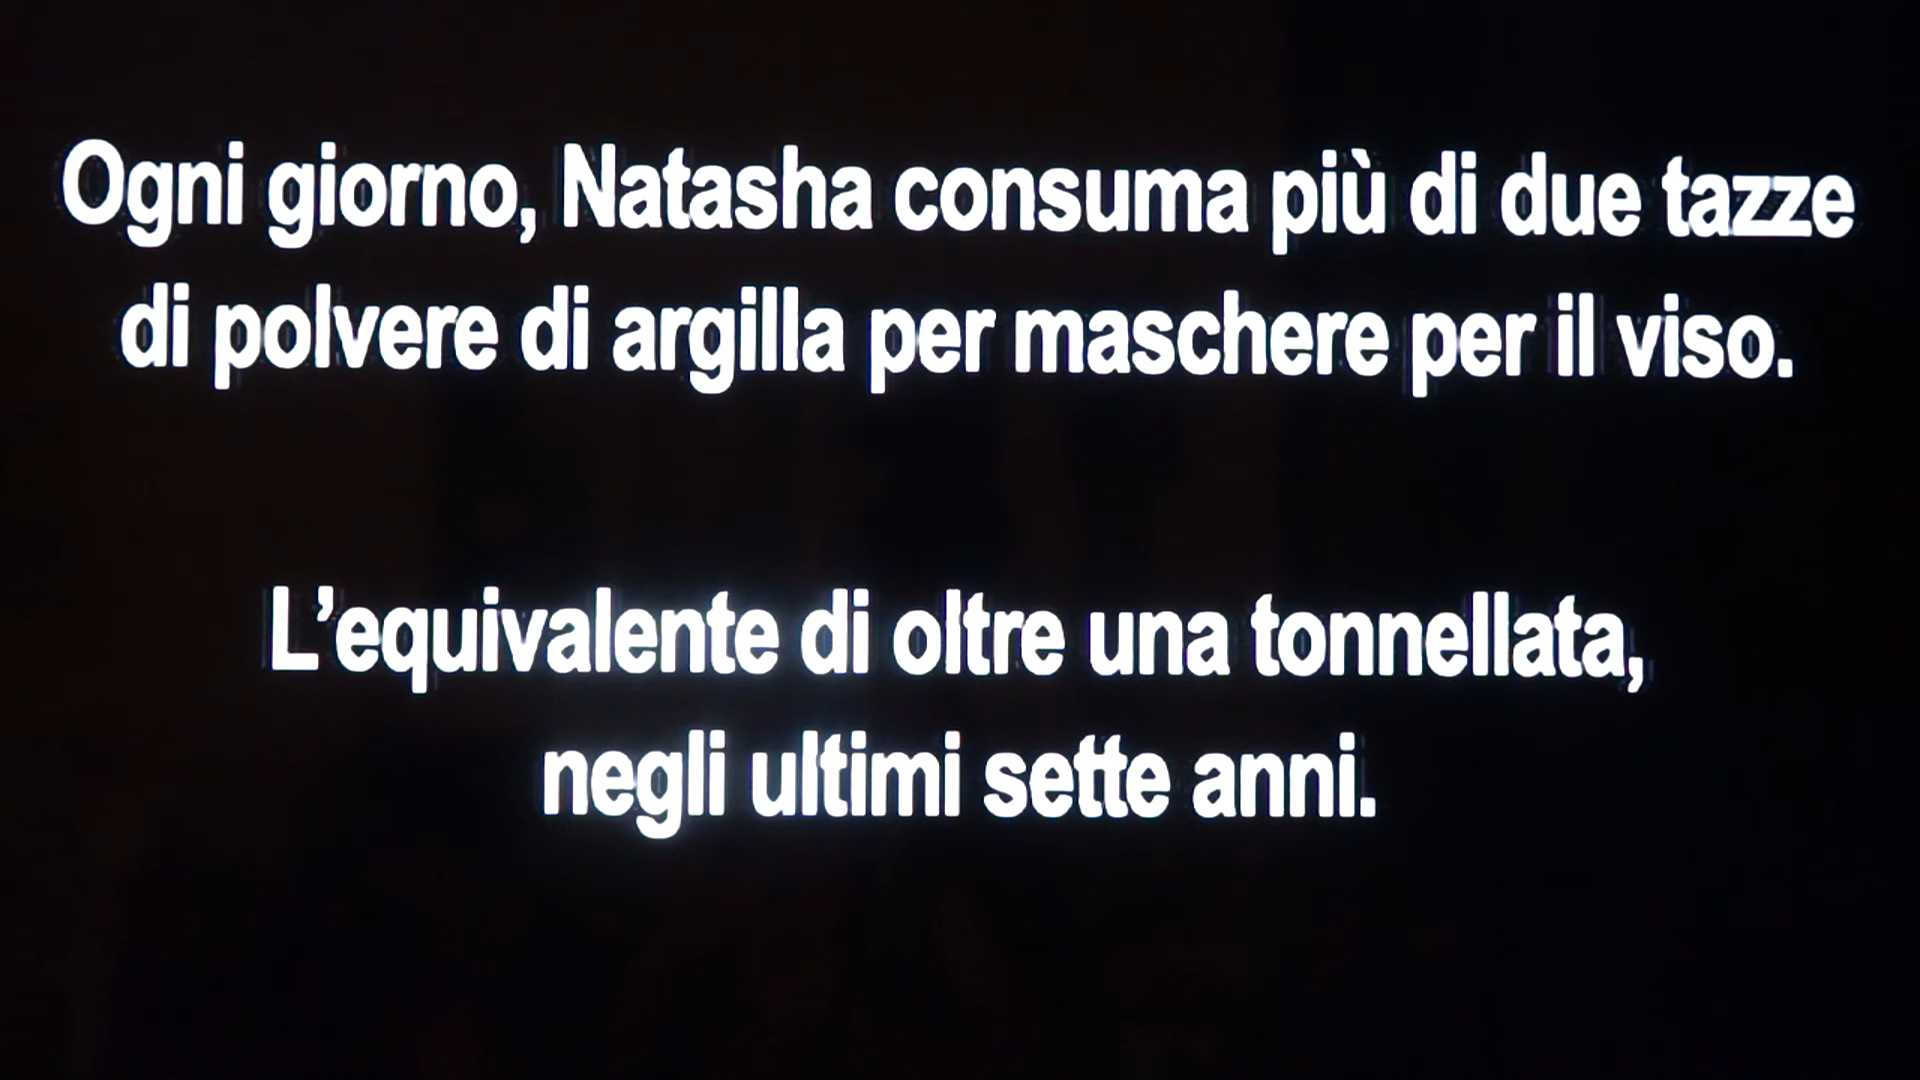 Ogni giorno, Natasha consuma più di due tazze
di polvere di argilla per maschere per il viso.
L’equivalente di oltre una tonnellata,
negli ultimi sette anni.